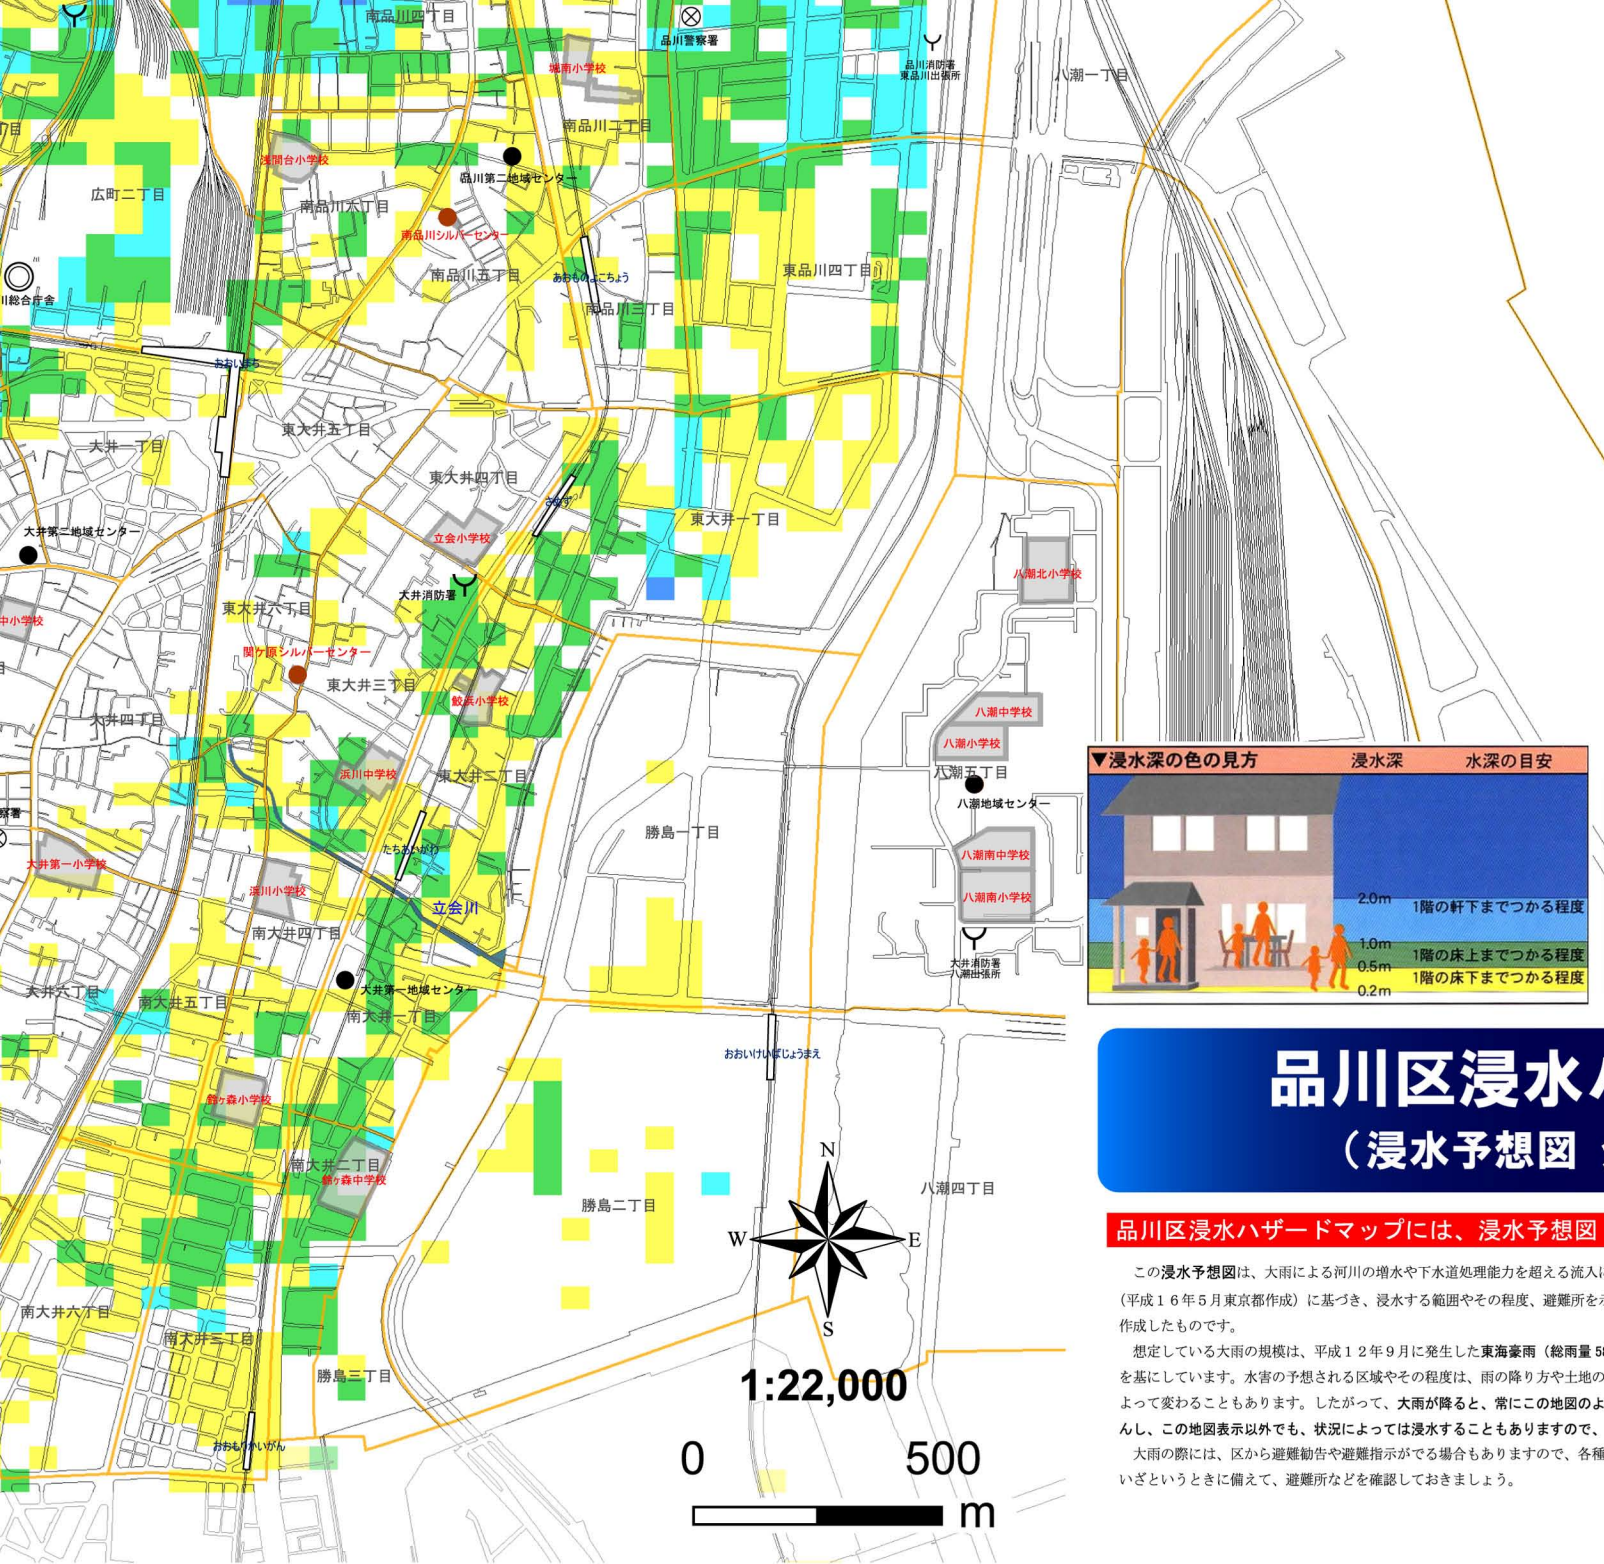 南品川四丁目
品川警察署
城南小学校
品川消防署
東品川出張所
八潮一丁目
丁目
南品川二丁目
浅間台小学校
品川第二地域センター
広町二丁目
南品川六丁目
南品川シルバーセンター
南品川五丁目
あおものよこちょう
東品川四丁目
川総合庁舎
南品川三丁目
おおいまち
東大井五丁目
大井一丁目
東大井四丁目
さめず
東大井一丁目
大井第二地域センター
立会小学校
八潮北小学校
大井消防署
東大井六丁目
中小学校
関ケ原シルバーセンター
東大井三丁目
鮫浜小学校
大井四丁目
八潮中学校
八潮小学校
浜川中学校
東大井二丁目
八潮五丁目
八潮地域センター
察署
勝島一丁目
たちあいがわ
大井第一小学校
八潮南中学校
浜川小学校
八潮南小学校
立会川
南大井四丁目
大井消防署
八潮出張所
大井第一地域センター
大井六丁目
南大井五丁目
南大井一丁目
おおいけいばじょうまえ
鈴ヶ森小学校
南大井二丁目
鈴ヶ森中学校
勝島二丁目
八潮四丁目
南大井六丁目
南大井三丁目
勝島三丁目
おおもりかいがん
N
W
E
S
1:22,000
0 500
m
▼浸水深の色の見方 浸水深 水深の目安
2.0m 1階の軒下までつかる程度
1.0m 1階の床上までつかる程度
0.5m 1階の床下までつかる程度
0.2m
品川区浸水ハ
（浸水予想図
品川区浸水ハザードマップには、浸水予想図
この浸水予想図は、大雨による河川の増水や下水道処理能力を超える流入に
（平成１６年５月東京都作成）に基づき、浸水する範囲やその程度、避難所を
作成したものです。
想定している大雨の規模は、平成１２年９月に発生した東海豪雨（総雨量 58
を基にしています。水害の予想される区域やその程度は、雨の降り方や土地の
よって変わることもあります。したがって、大雨が降ると、常にこの地図のよ
んし、この地図表示以外でも、状況によっては浸水することもありますので、
大雨の際には、区から避難勧告や避難指示がでる場合もありますので、各種
いざというときに備えて、避難所などを確認しておきましょう。